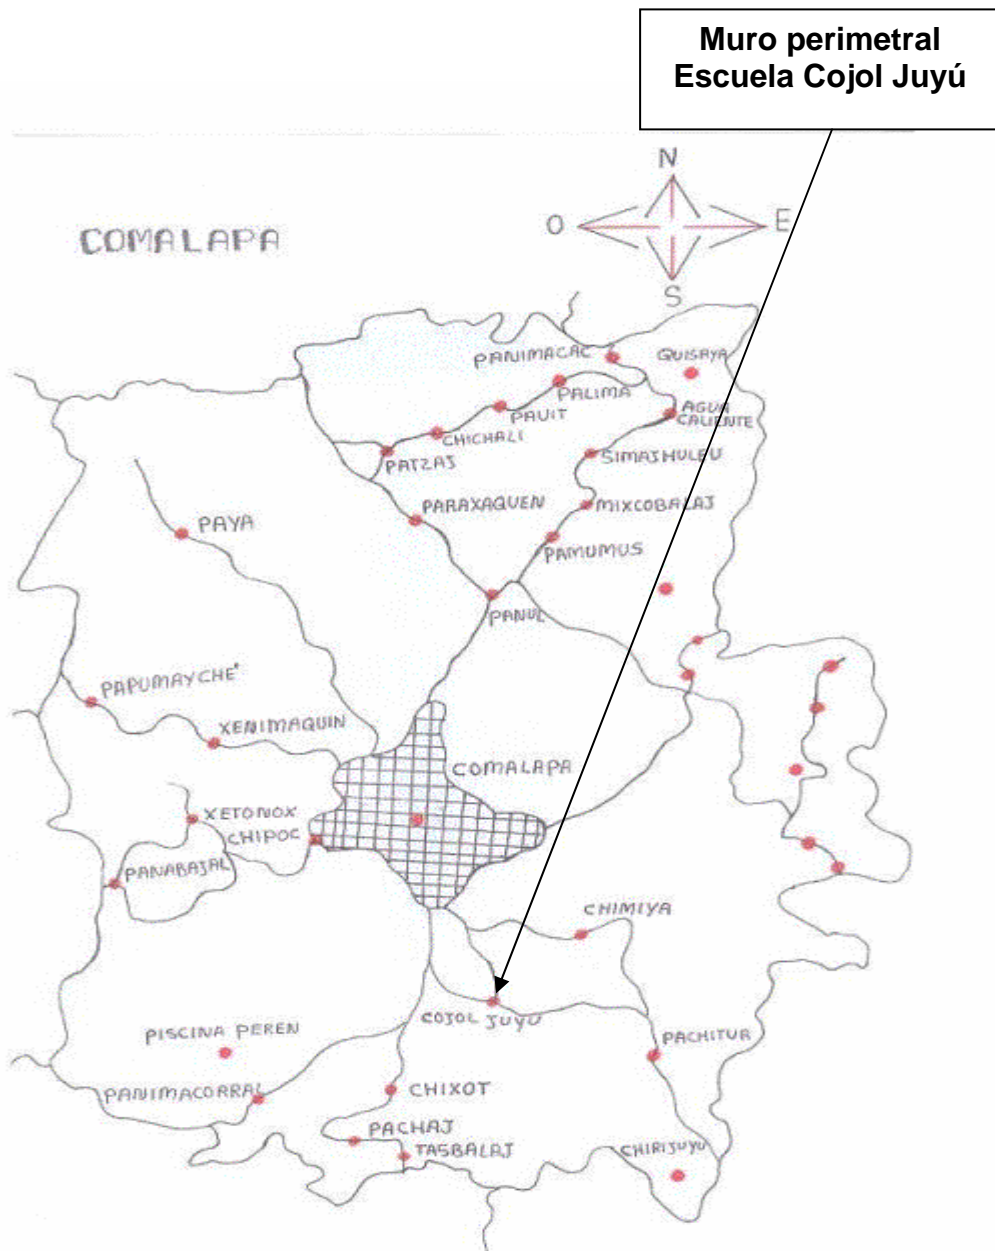 Muro perimetral
Escuela Cojol Juyú
N
O
E
COMALAPA
S
PANIMACAC
QUISAYA
PALIMA
PAUIT
AGUA
CALIENTE
CHICHALI
PATZAJ
SIMAJHULEU
PARAXAQUEN
MIXCOBALAJ
PAYA
PAMUMUS
PANUL
PAPUMAYCHE'
XENIMAQUIN
COMALAPA
XETONOX
CHIPOC
PANABAJAL
CHIMIYA
COJOL JUYU
PISCINA PEREN
PACHITUR
PANIMACORRAL
CHIXOT
PACHAJ
TASBALAJ
CHIRIJUYU